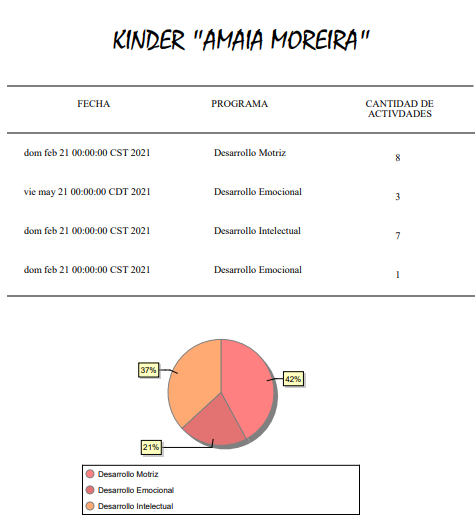 KINDER "AMAIA MOREIRA"
FECHA PROGRAMA CANTIDAD DE
ACTIVDADES
dom feb 21 00:00:00 CST 2021 Desarrollo Motriz 8
vie may 21 00:00:00 CDT 2021 Desarrollo Emocional 3
dom feb 21 00:00:00 CST 2021 Desarrollo Intelectual 7
dom feb 21 00:00:00 CST 2021 Desarrollo Emocional 1
37%
42%
21%
Desarrollo Motriz
Desarrollo Emocional
Desarrollo Intelectual